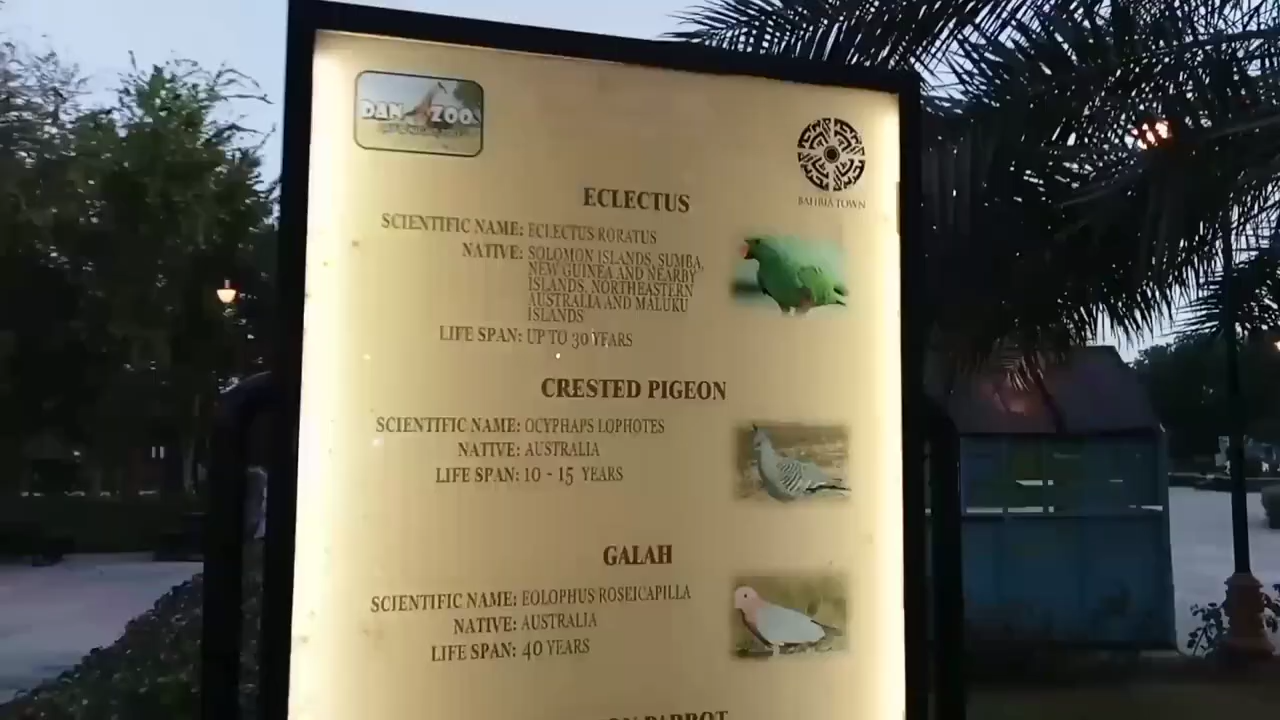 DAN ZOO
BAHRIA TOWN
ECLECTUS
SCIENTIFIC NAME: ECLECTUS RORATUS
NATIVE: SOLOMON ISLANDS, SUMBA,
NEW GUINEA AND NEARBY
ISLANDS, NORTHEASTERN
AUSTRALIA AND MALUKU
ISLANDS
LIFE SPAN: UP TO 30 YEARS
CRESTED PIGEON
SCIENTIFIC NAME: OCYPHAPS LOPHOTES
NATIVE: AUSTRALIA
LIFE SPAN: 10 - 15 YEARS
GALAH
SCIENTIFIC NAME: EOLOPHUS ROSEICAPILLA
NATIVE: AUSTRALIA
LIFE SPAN: 40 YEARS
PARROT